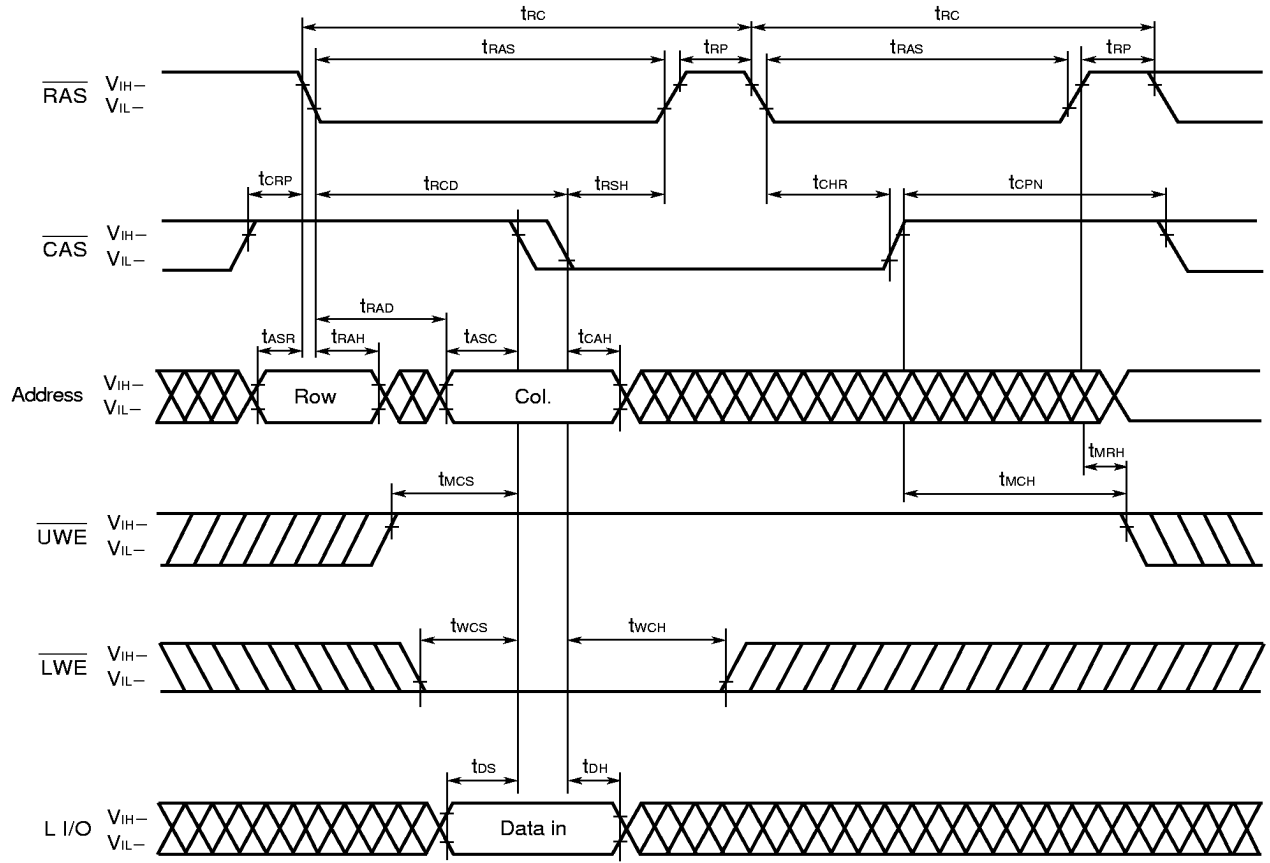 tRC tRC
tRAS tRP tRAS tRP
RAS VIH–
VIL–
tCRP tRCD tRSH tCHR tCPN
CAS VIH–
VIL–
tRAD
tASR tRAH tASC tCAH
Address VIH–
VIL–
Row Col.
tMRH
tMCS tMCH
UWE VIH–
VIL–
tWCS tWCH
LWE VIH–
VIL–
tDS tDH
L I/O VIH–
VIL–
Data in